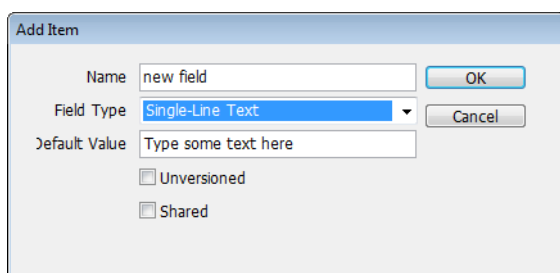 Add Item
Name new field OK
Field Type Single-Line Text Cancel
Default Value Type some text here
Unversioned
Shared